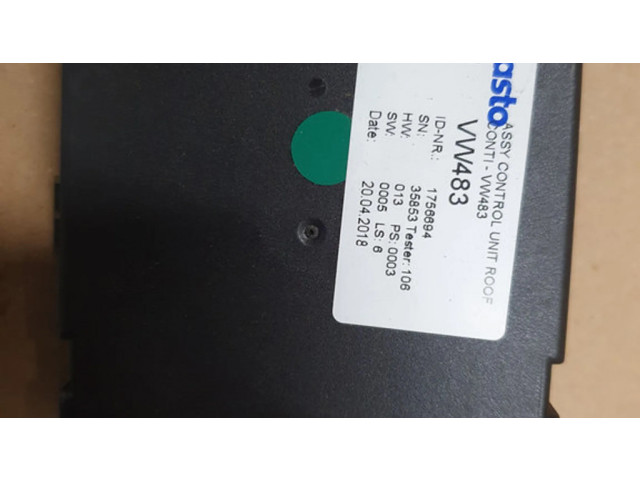 asto
ASSY CONTROL UNIT ROOF
CONTI - VW483
VW483
ID-NR.: 1756694
SN: 35853 Tester: 106
HW: 013 PS: 0003
SW: 0005 LS: 6
Date: 20.04.2018